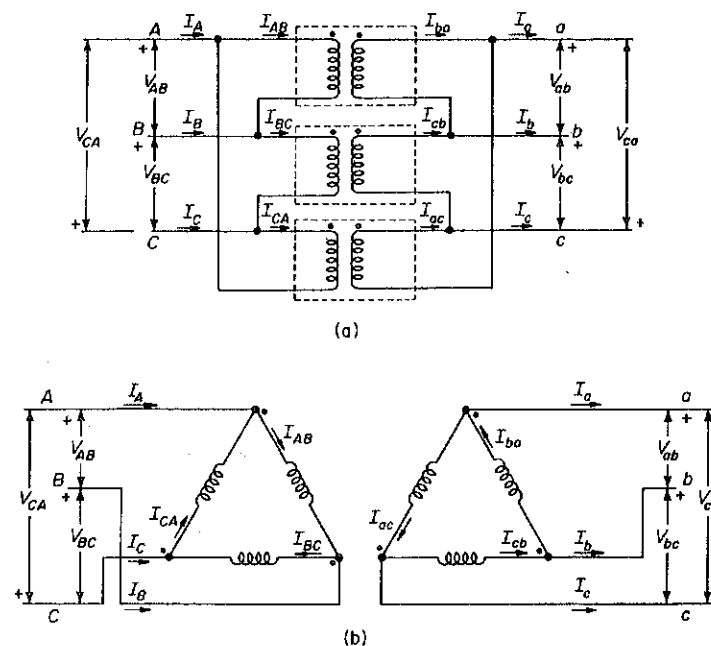 A I_A I_AB I_ba I_a a
+ +
V_AB V_ab
V_CA V_ca
B I_B I_BC I_cb I_b b
+ +
V_BC V_bc
+ I_C I_CA I_ac I_c +
C c
(a)
A I_A I_a a
+ +
V_AB I_AB I_ba V_ab
B b
V_CA + + V_c
I_CA I_ac
V_BC I_C I_BC I_cb I_b V_bc
+ I_B I_c +
C c
(b)